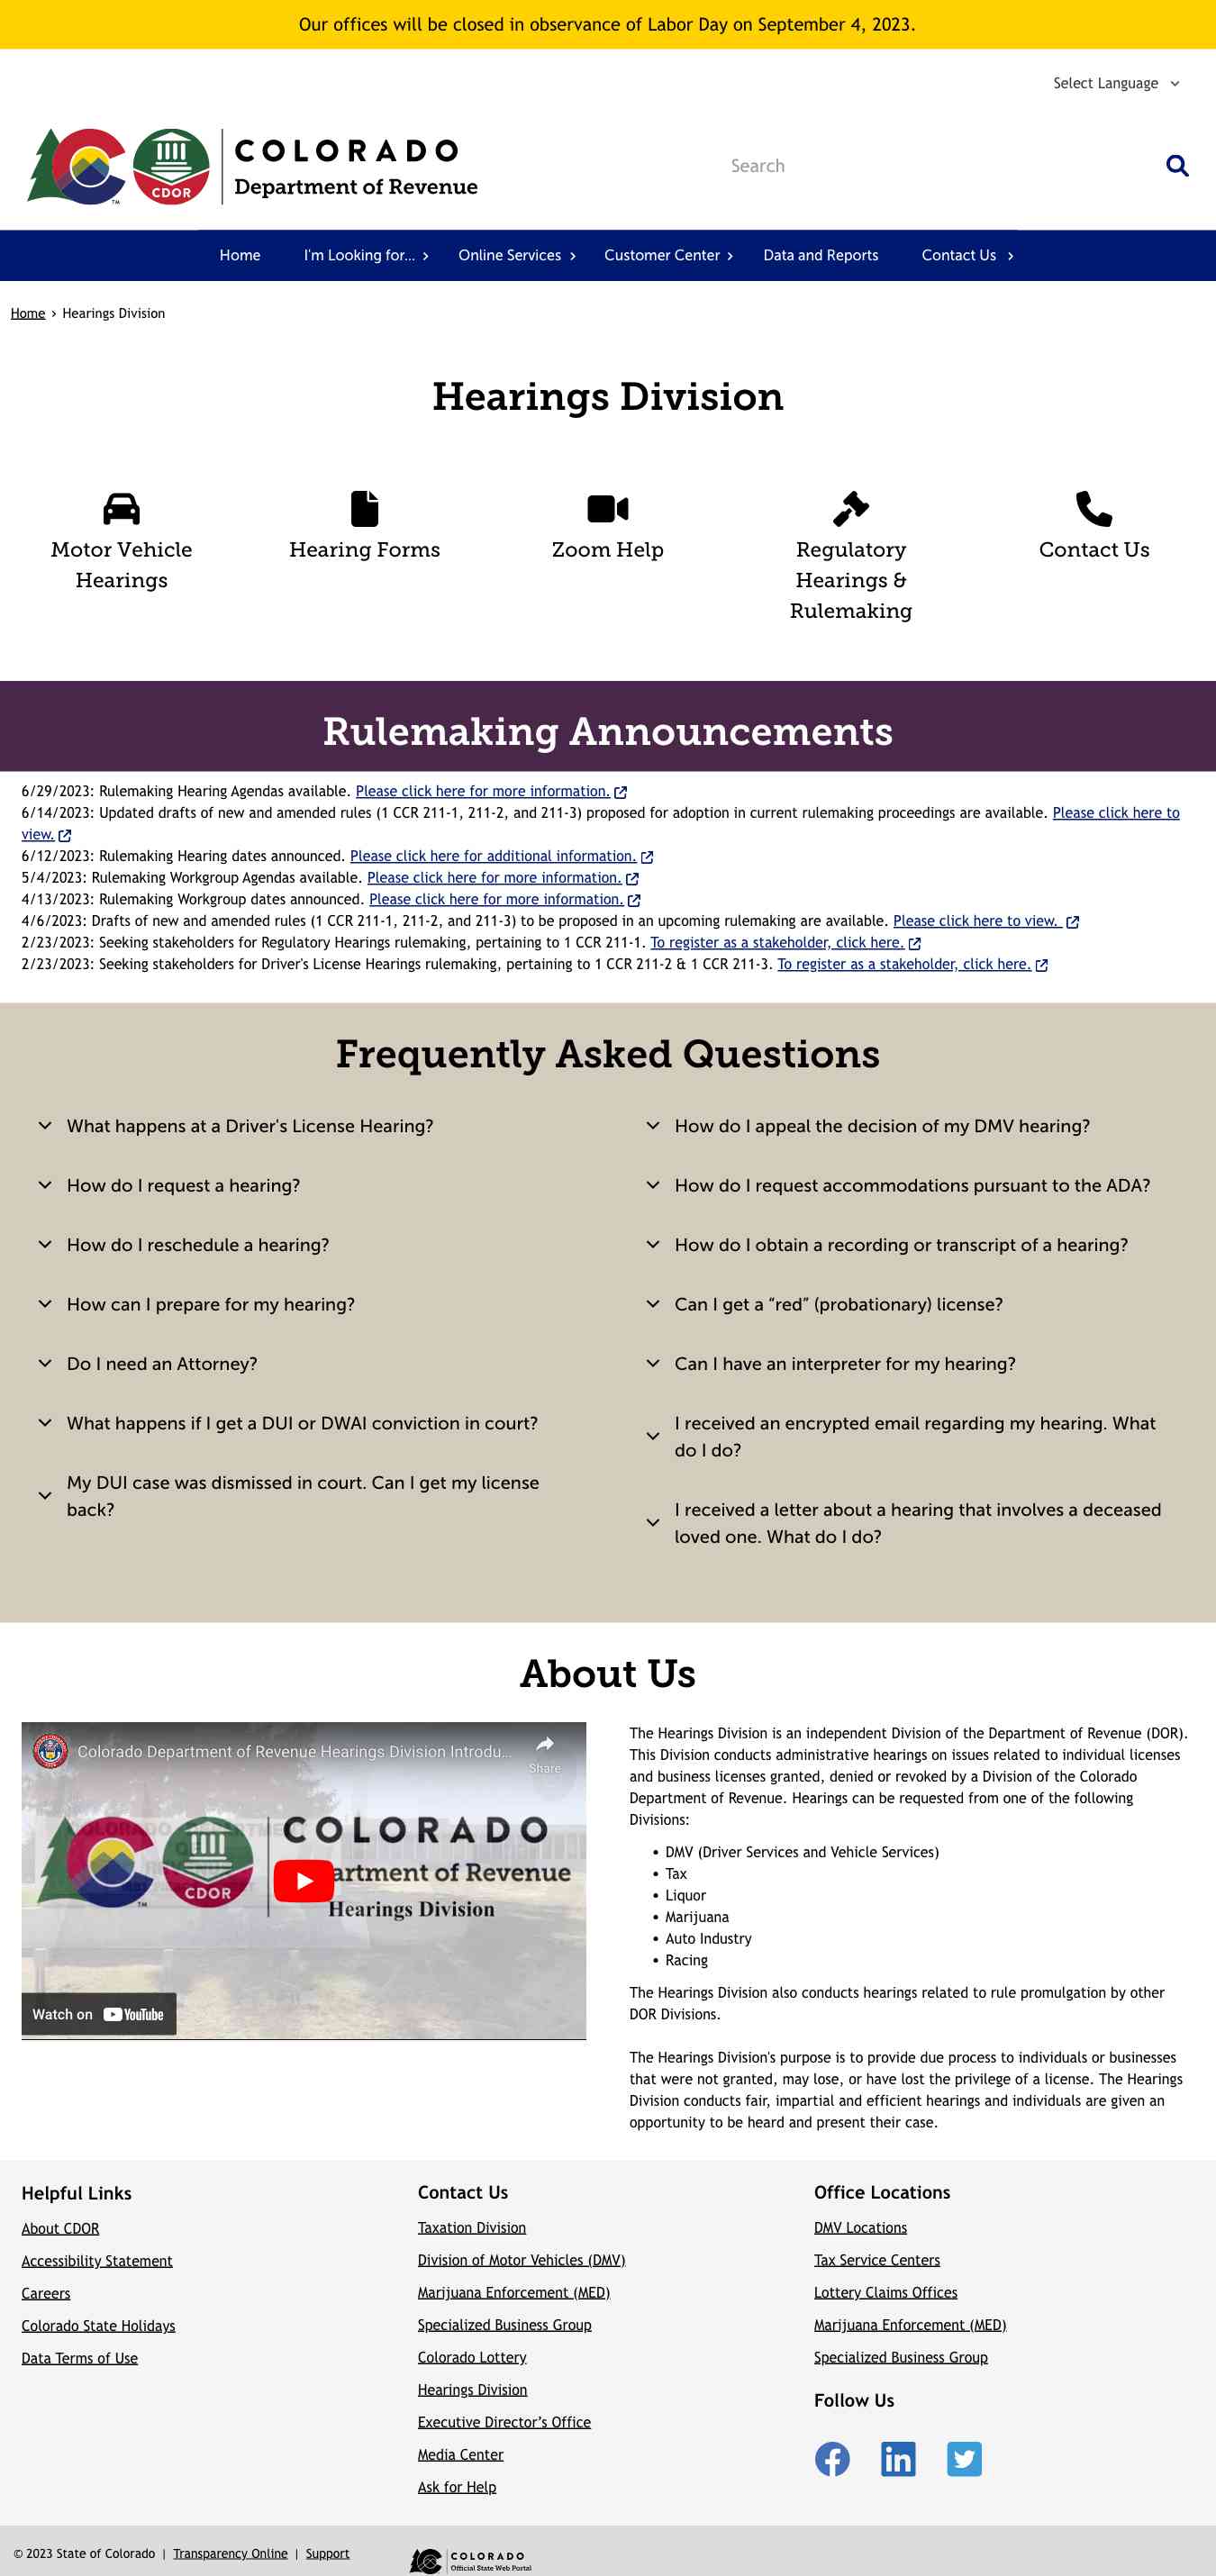 Our offices will be closed in observance of Labor Day on September 4, 2023.
Select Language
CDOR
TM
COLORADO
Department of Revenue
Search
Home
I'm Looking for...
Online Services
Customer Center
Data and Reports
Contact Us
Home › Hearings Division
Hearings Division
Motor Vehicle
Hearings
Hearing Forms
Zoom Help
Regulatory
Hearings &
Rulemaking
Contact Us
Rulemaking Announcements
6/29/2023: Rulemaking Hearing Agendas available. Please click here for more information.
6/14/2023: Updated drafts of new and amended rules (1 CCR 211-1, 211-2, and 211-3) proposed for adoption in current rulemaking proceedings are available. Please click here to
view.
6/12/2023: Rulemaking Hearing dates announced. Please click here for additional information.
5/4/2023: Rulemaking Workgroup Agendas available. Please click here for more information.
4/13/2023: Rulemaking Workgroup dates announced. Please click here for more information.
4/6/2023: Drafts of new and amended rules (1 CCR 211-1, 211-2, and 211-3) to be proposed in an upcoming rulemaking are available. Please click here to view.
2/23/2023: Seeking stakeholders for Regulatory Hearings rulemaking, pertaining to 1 CCR 211-1. To register as a stakeholder, click here.
2/23/2023: Seeking stakeholders for Driver's License Hearings rulemaking, pertaining to 1 CCR 211-2 & 1 CCR 211-3. To register as a stakeholder, click here.
Frequently Asked Questions
What happens at a Driver's License Hearing?
How do I request a hearing?
How do I reschedule a hearing?
How can I prepare for my hearing?
Do I need an Attorney?
What happens if I get a DUI or DWAI conviction in court?
My DUI case was dismissed in court. Can I get my license
back?
How do I appeal the decision of my DMV hearing?
How do I request accommodations pursuant to the ADA?
How do I obtain a recording or transcript of a hearing?
Can I get a “red” (probationary) license?
Can I have an interpreter for my hearing?
I received an encrypted email regarding my hearing. What
do I do?
I received a letter about a hearing that involves a deceased
loved one. What do I do?
About Us
Colorado Department of Revenue Hearings Division Introdu...
Share
CDOR
TM
COLORADO
artment of Revenue
Hearings Division
Watch on YouTube
The Hearings Division is an independent Division of the Department of Revenue (DOR).
This Division conducts administrative hearings on issues related to individual licenses
and business licenses granted, denied or revoked by a Division of the Colorado
Department of Revenue. Hearings can be requested from one of the following
Divisions:
• DMV (Driver Services and Vehicle Services)
• Tax
• Liquor
• Marijuana
• Auto Industry
• Racing
The Hearings Division also conducts hearings related to rule promulgation by other
DOR Divisions.
The Hearings Division's purpose is to provide due process to individuals or businesses
that were not granted, may lose, or have lost the privilege of a license. The Hearings
Division conducts fair, impartial and efficient hearings and individuals are given an
opportunity to be heard and present their case.
Helpful Links
About CDOR
Accessibility Statement
Careers
Colorado State Holidays
Data Terms of Use
Contact Us
Taxation Division
Division of Motor Vehicles (DMV)
Marijuana Enforcement (MED)
Specialized Business Group
Colorado Lottery
Hearings Division
Executive Director’s Office
Media Center
Ask for Help
Office Locations
DMV Locations
Tax Service Centers
Lottery Claims Offices
Marijuana Enforcement (MED)
Specialized Business Group
Follow Us
© 2023 State of Colorado | Transparency Online | Support
COLORADO
Official State Web Portal